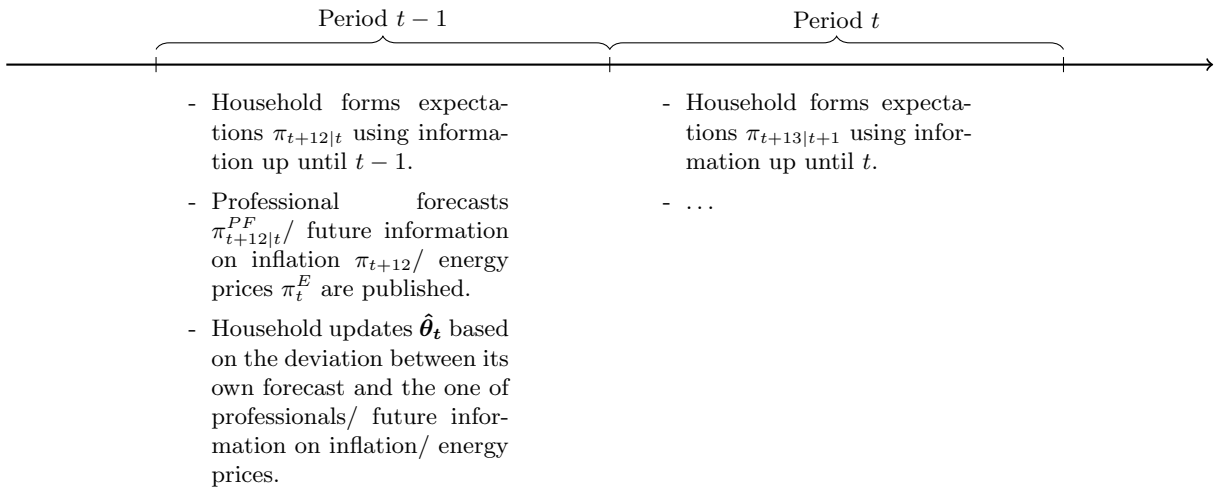 Period t − 1
Period t
- Household forms expecta-
tions π_{t+12|t} using informa-
tion up until t − 1.
- Professional forecasts
π^{PF}_{t+12|t}/ future information
on inflation π_{t+12}/ energy
prices π^E_t are published.
- Household updates θ̂_t based
on the deviation between its
own forecast and the one of
professionals/ future infor-
mation on inflation/ energy
prices.
- Household forms expecta-
tions π_{t+13|t+1} using infor-
mation up until t.
- . . .